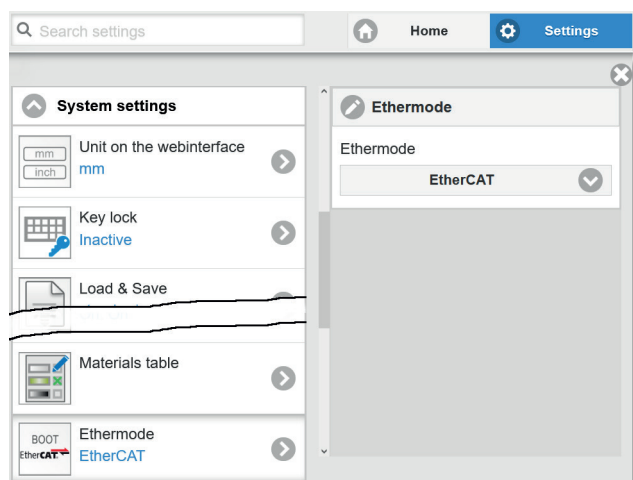 Search settings
Home
Settings
System settings
mm
inch
Unit on the webinterface
mm
Key lock
Inactive
Load & Save
Materials table
BOOT
EtherCAT
Ethermode
EtherCAT
Ethermode
Ethermode
EtherCAT